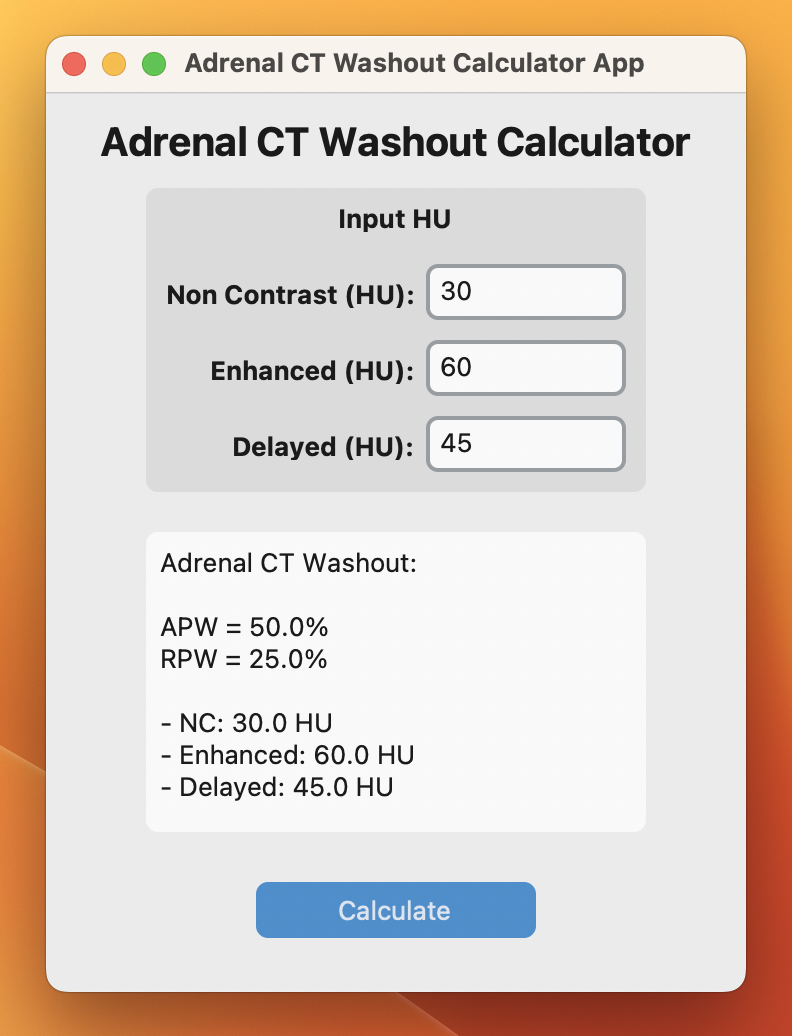 Adrenal CT Washout Calculator App
Adrenal CT Washout Calculator
Input HU
Non Contrast (HU): 30
Enhanced (HU): 60
Delayed (HU): 45
Adrenal CT Washout:
APW = 50.0%
RPW = 25.0%
- NC: 30.0 HU
- Enhanced: 60.0 HU
- Delayed: 45.0 HU
Calculate